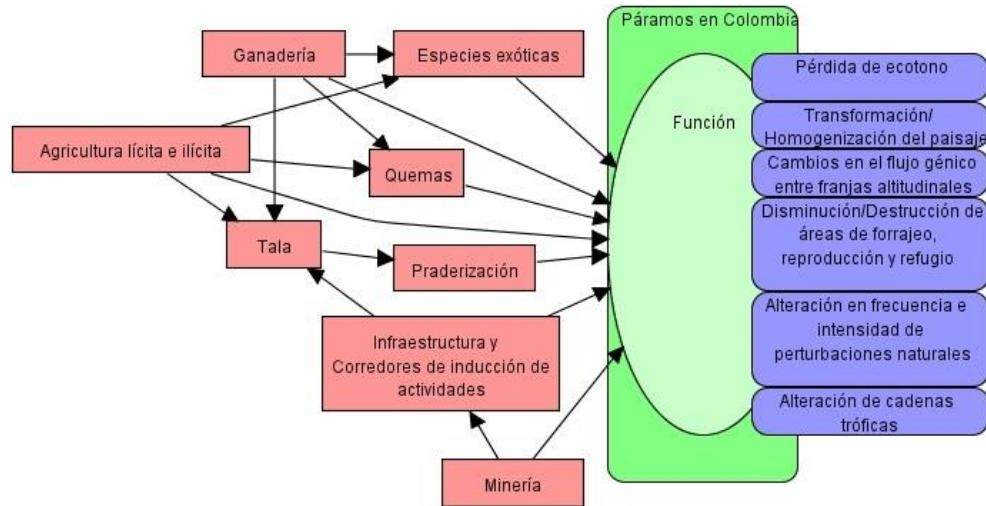 Páramos en Colombia
Ganadería
Especies exóticas
Pérdida de ecotono
Función
Transformación/
Homogenización del paisaje
Agricultura lícita e ilícita
Quemas
Cambios en el flujo génico
entre franjas altitudinales
Disminución/Destrucción de
áreas de forrajeo,
reproducción y refugio
Tala
Praderización
Infraestructura y
Corredores de inducción de
actividades
Alteración en frecuencia e
intensidad de
perturbaciones naturales
Alteración de cadenas
tróficas
Minería